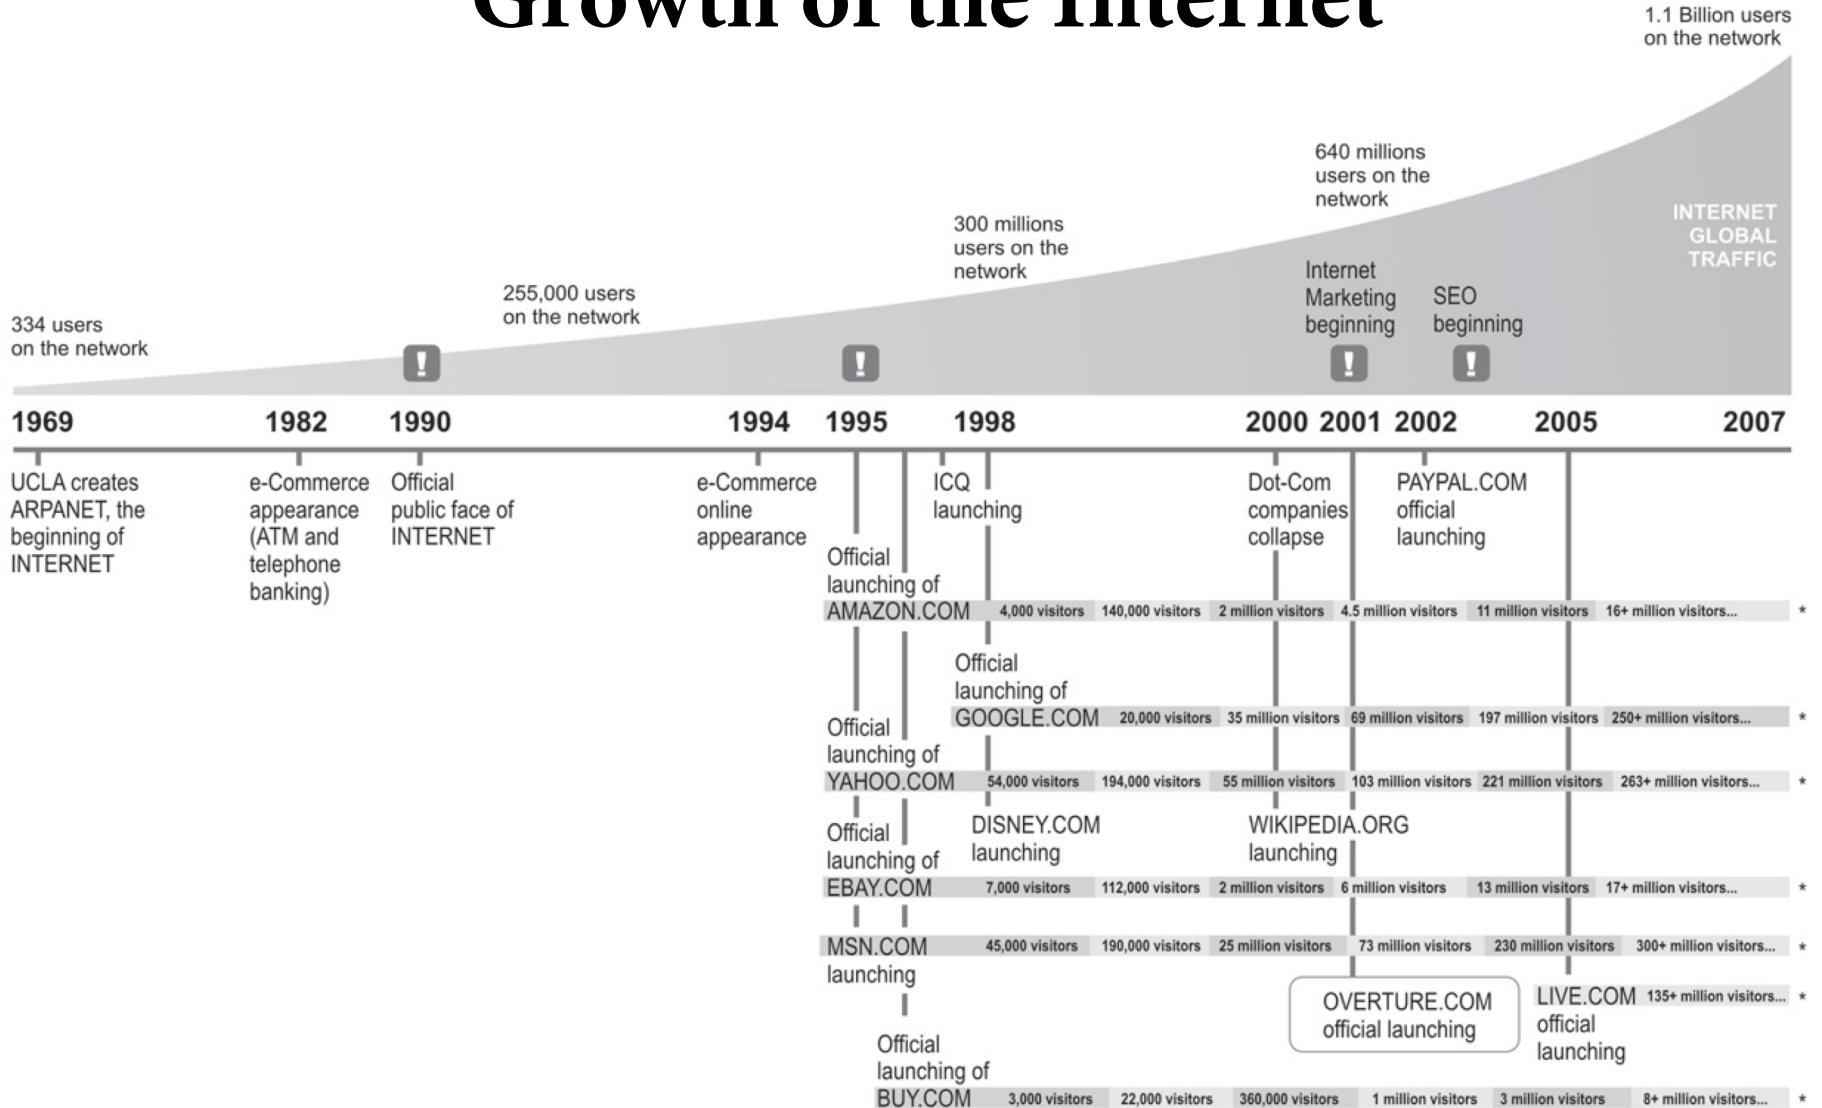 Growth of the Internet
1.1 Billion users
on the network
640 millions
users on the
network
300 millions
users on the
network
255,000 users
on the network
334 users
on the network
INTERNET
GLOBAL
TRAFFIC
Internet
Marketing
beginning
SEO
beginning
!
!
!
!
1969 1982 1990 1994 1995 1998 2000 2001 2002 2005 2007
UCLA creates
ARPANET, the
beginning of
INTERNET
e-Commerce
appearance
(ATM and
telephone
banking)
Official
public face of
INTERNET
e-Commerce
online
appearance
ICQ
launching
Dot-Com
companies
collapse
PAYPAL.COM
official
launching
Official
launching of
AMAZON.COM 4,000 visitors 140,000 visitors 2 million visitors 4.5 million visitors 11 million visitors 16+ million visitors... *
Official
launching of
GOOGLE.COM 20,000 visitors 35 million visitors 69 million visitors 197 million visitors 250+ million visitors... *
Official
launching of
YAHOO.COM 54,000 visitors 194,000 visitors 55 million visitors 103 million visitors 221 million visitors 263+ million visitors... *
DISNEY.COM
launching
WIKIPEDIA.ORG
launching
Official
launching of
EBAY.COM 7,000 visitors 112,000 visitors 2 million visitors 6 million visitors 13 million visitors 17+ million visitors... *
MSN.COM 45,000 visitors 190,000 visitors 25 million visitors 73 million visitors 230 million visitors 300+ million visitors... *
launching
OVERTURE.COM
official launching
LIVE.COM 135+ million visitors... *
official
launching
Official
launching of
BUY.COM 3,000 visitors 22,000 visitors 360,000 visitors 1 million visitors 3 million visitors 8+ million visitors... *